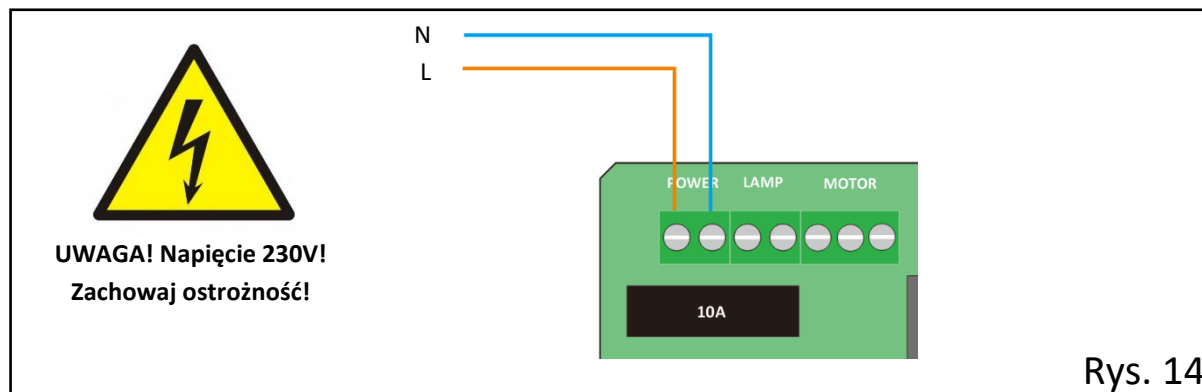 N
L
POWER LAMP MOTOR
UWAGA! Napięcie 230V!
Zachowaj ostrożność!
10A
Rys. 14